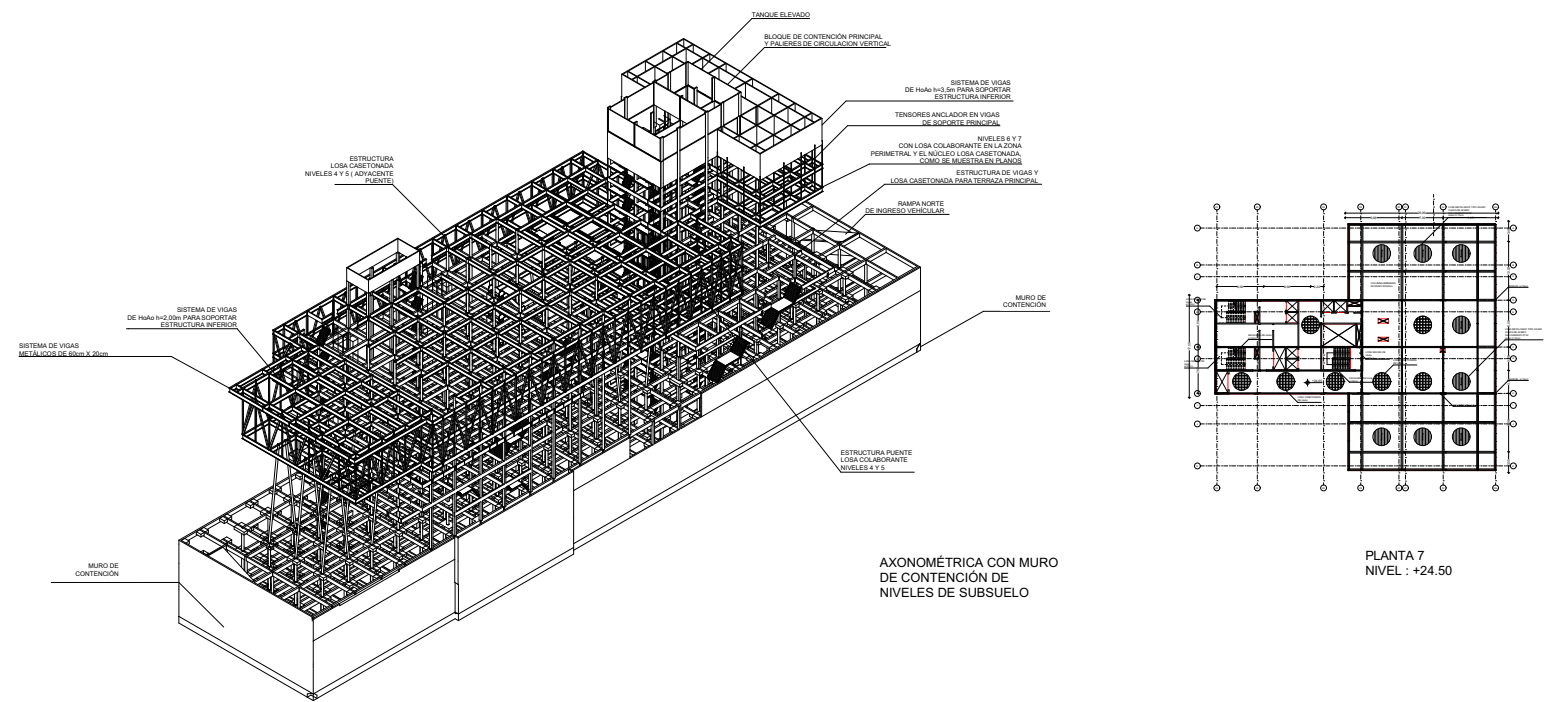 TANQUE ELEVADO
BLOQUE DE CONTENCIÓN PRINCIPAL
Y PALIERES DE CIRCULACION VERTICAL
SISTEMA DE VIGAS
DE HoAo h=3,5m PARA SOPORTAR
ESTRUCTURA INFERIOR
TENSORES ANCLADOR EN VIGAS
DE SOPORTE PRINCIPAL
NIVELES 6 Y 7
CON LOSA COLABORANTE EN LA ZONA
PERIMETRAL Y EL NÚCLEO LOSA CASETONADA,
COMO SE MUESTRA EN PLANOS
ESTRUCTURA DE VIGAS Y
LOSA CASETONADA PARA TERRAZA PRINCIPAL
RAMPA NORTE
DE INGRESO VEHÍCULAR
ESTRUCTURA
LOSA CASETONADA
NIVELES 4 Y 5 ( ADYACENTE
PUENTE)
SISTEMA DE VIGAS
DE HoAo h=2,00m PARA SOPORTAR
ESTRUCTURA INFERIOR
SISTEMA DE VIGAS
METÁLICOS DE 60cm X 20cm
MURO DE
CONTENCIÓN
ESTRUCTURA PUENTE
LOSA COLABORANTE
NIVELES 4 Y 5
MURO DE
CONTENCIÓN
AXONOMÉTRICA CON MURO
DE CONTENCIÓN DE
NIVELES DE SUBSUELO
PLANTA 7
NIVEL : +24.50